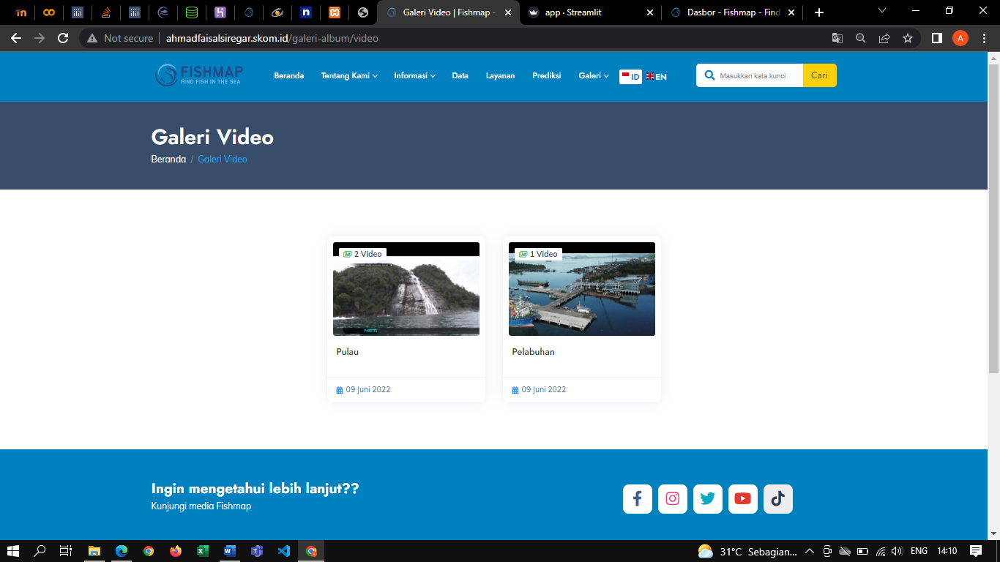 Galeri Video | Fishmap -
app · Streamlit
Dasbor - Fishmap - Find
Not secure
ahmadfaisalsiregar.skom.id/galeri-album/video
A
FISHMAP
FIND FISH IN THE SEA
Beranda
Tentang Kami
Informasi
Data
Layanan
Prediksi
Galeri
ID
EN
Masukkan kata kunci
Cari
Galeri Video
Beranda / Galeri Video
2 Video
1 Video
Pulau
Pelabuhan
09 Juni 2022
09 Juni 2022
Ingin mengetahui lebih lanjut??
Kunjungi media Fishmap
31°C Sebagian...
ENG
14:10